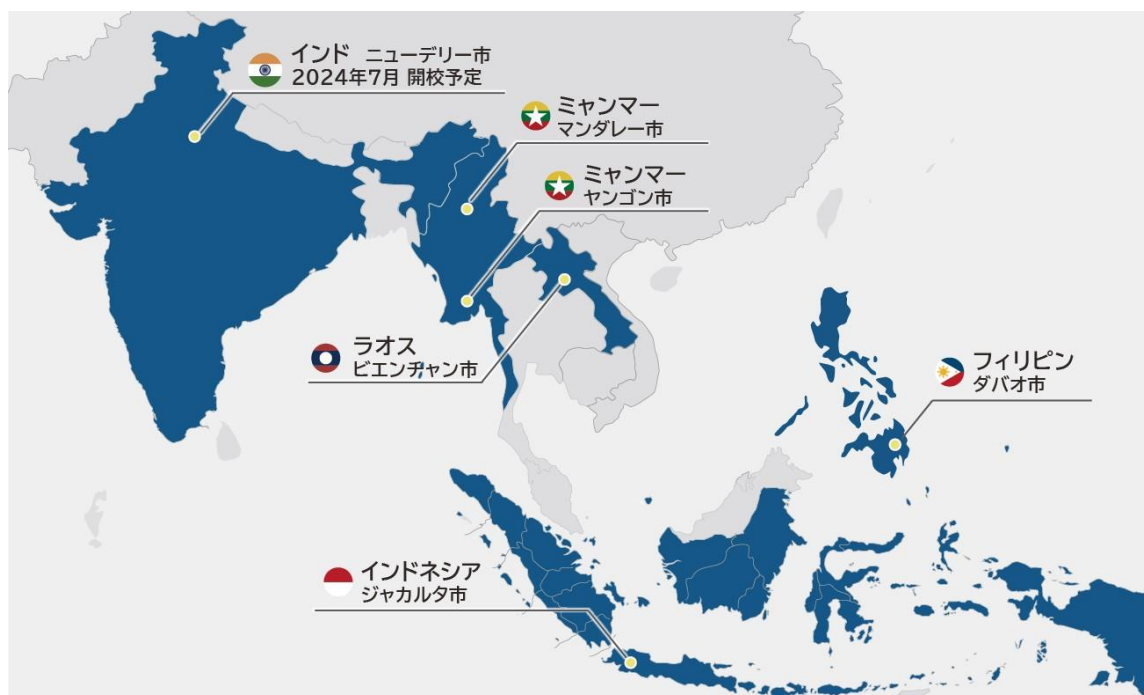 インド ニューデリー市
2024年7月 開校予定
ミャンマー
マンダレー市
ミャンマー
ヤンゴン市
ラオス
ビエンチャン市
フィリピン
ダバオ市
インドネシア
ジャカルタ市